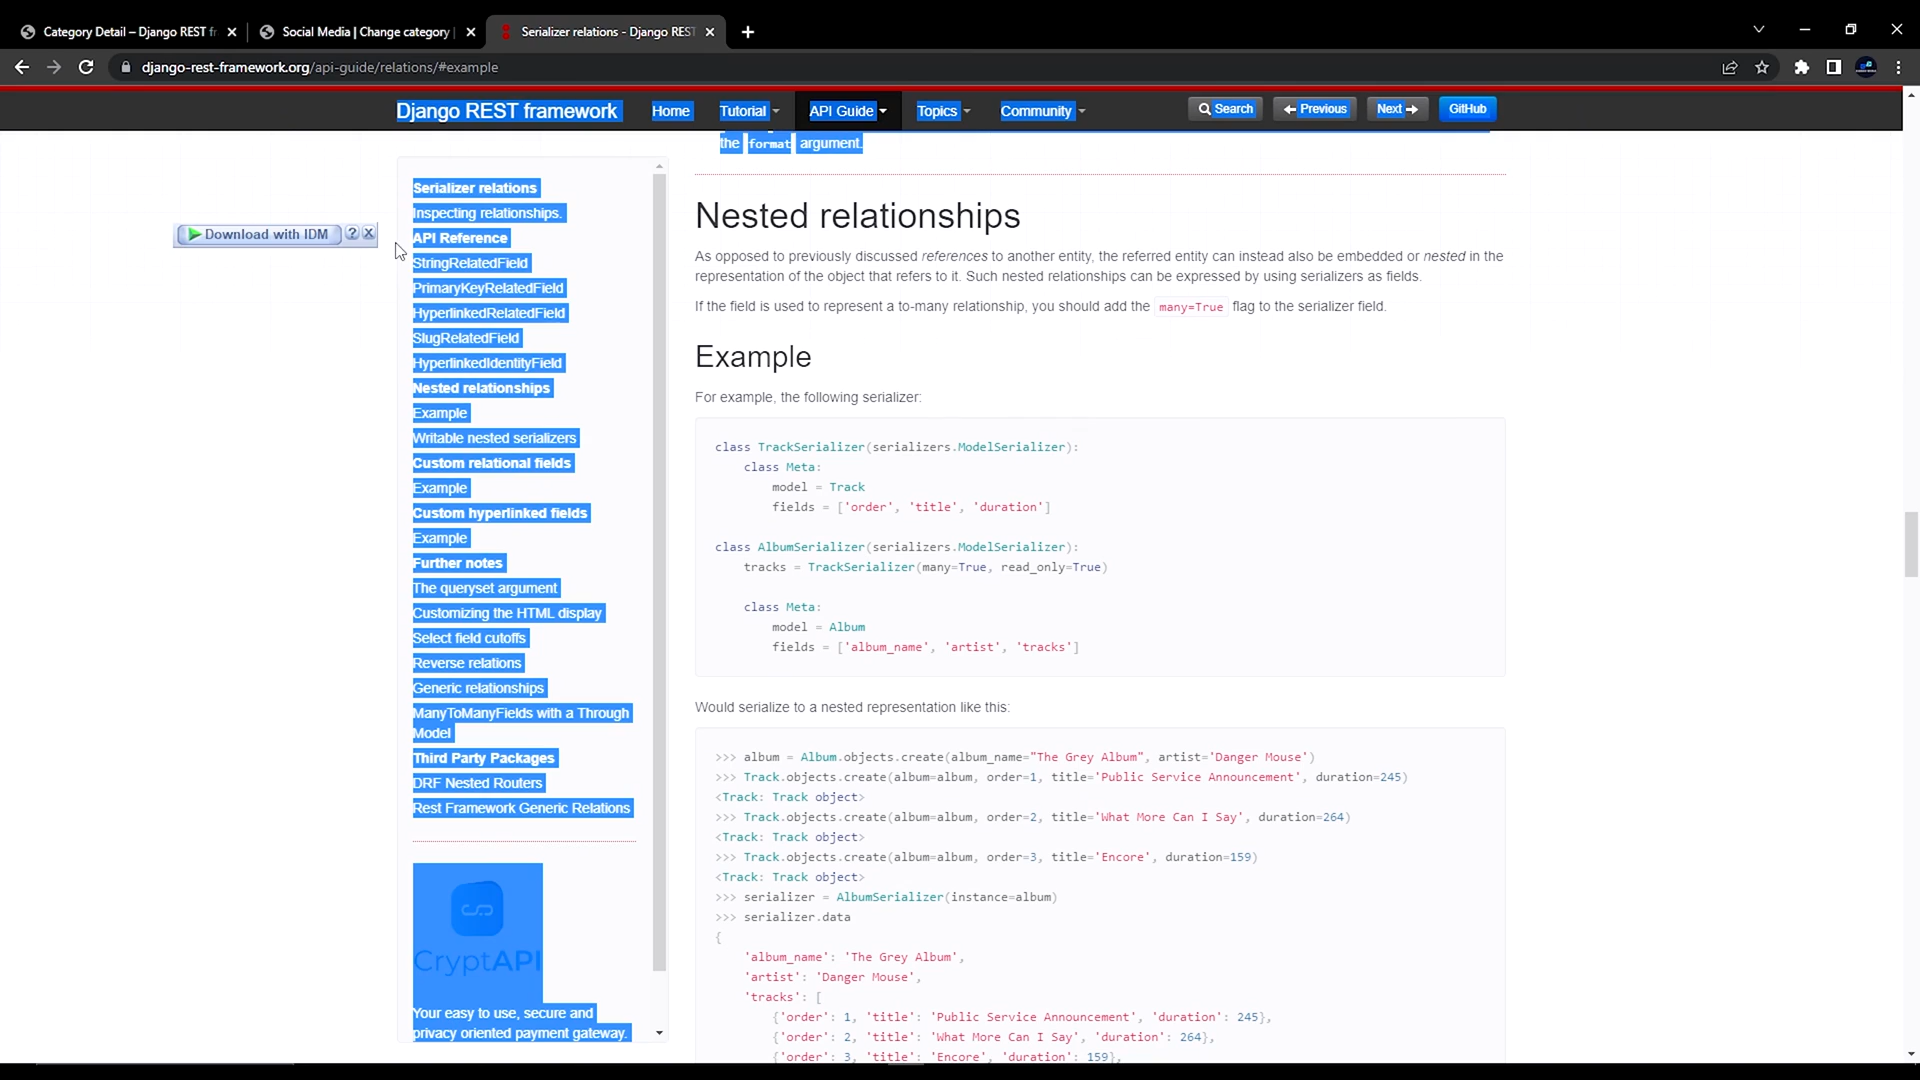 Category Detail – Django REST fr
Social Media | Change category |
Serializer relations - Django REST
django-rest-framework.org/api-guide/relations/#example
Django REST framework
Home
Tutorial
API Guide
Topics
Community
Search
Previous
Next
GitHub
the format argument.
Download with IDM
?
Serializer relations
Inspecting relationships.
API Reference
StringRelatedField
PrimaryKeyRelatedField
HyperlinkedRelatedField
SlugRelatedField
HyperlinkedIdentityField
Nested relationships
Example
Writable nested serializers
Custom relational fields
Example
Custom hyperlinked fields
Example
Further notes
The queryset argument
Customizing the HTML display
Select field cutoffs
Reverse relations
Generic relationships
ManyToManyFields with a Through
Model
Third Party Packages
DRF Nested Routers
Rest Framework Generic Relations
CryptAPI
Your easy to use, secure and
privacy oriented payment gateway.
Nested relationships
As opposed to previously discussed references to another entity, the referred entity can instead also be embedded or nested in the
representation of the object that refers to it. Such nested relationships can be expressed by using serializers as fields.
If the field is used to represent a to-many relationship, you should add the many=True flag to the serializer field.
Example
For example, the following serializer:
class TrackSerializer(serializers.ModelSerializer):
class Meta:
model = Track
fields = ['order', 'title', 'duration']
class AlbumSerializer(serializers.ModelSerializer):
tracks = TrackSerializer(many=True, read_only=True)
class Meta:
model = Album
fields = ['album_name', 'artist', 'tracks']
Would serialize to a nested representation like this:
>>> album = Album.objects.create(album_name="The Grey Album", artist='Danger Mouse')
>>> Track.objects.create(album=album, order=1, title='Public Service Announcement', duration=245)
<Track: Track object>
>>> Track.objects.create(album=album, order=2, title='What More Can I Say', duration=264)
<Track: Track object>
>>> Track.objects.create(album=album, order=3, title='Encore', duration=159)
<Track: Track object>
>>> serializer = AlbumSerializer(instance=album)
>>> serializer.data
{
'album_name': 'The Grey Album',
'artist': 'Danger Mouse',
'tracks': [
{'order': 1, 'title': 'Public Service Announcement', 'duration': 245},
{'order': 2, 'title': 'What More Can I Say', 'duration': 264},
{'order': 3, 'title': 'Encore', 'duration': 159},